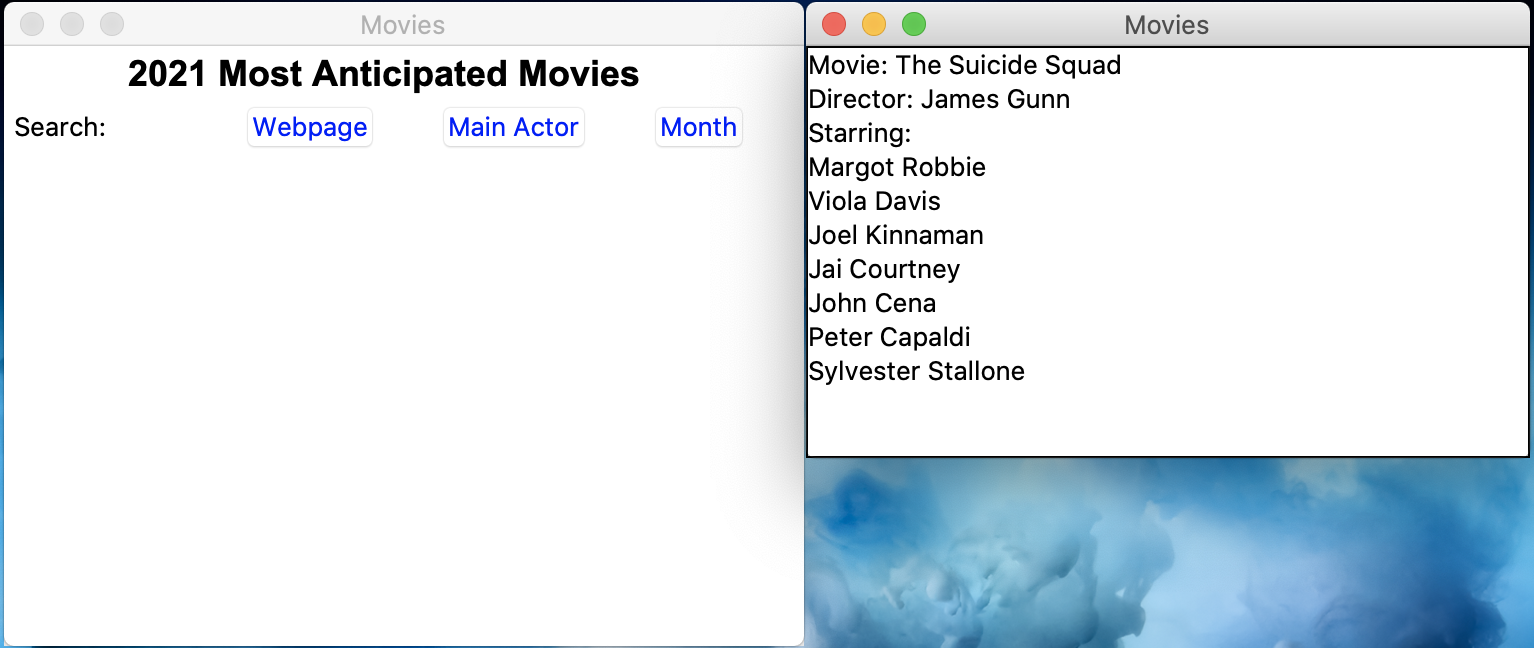 Movies
2021 Most Anticipated Movies
Search: Webpage Main Actor Month
Movies
Movie: The Suicide Squad
Director: James Gunn
Starring:
Margot Robbie
Viola Davis
Joel Kinnaman
Jai Courtney
John Cena
Peter Capaldi
Sylvester Stallone